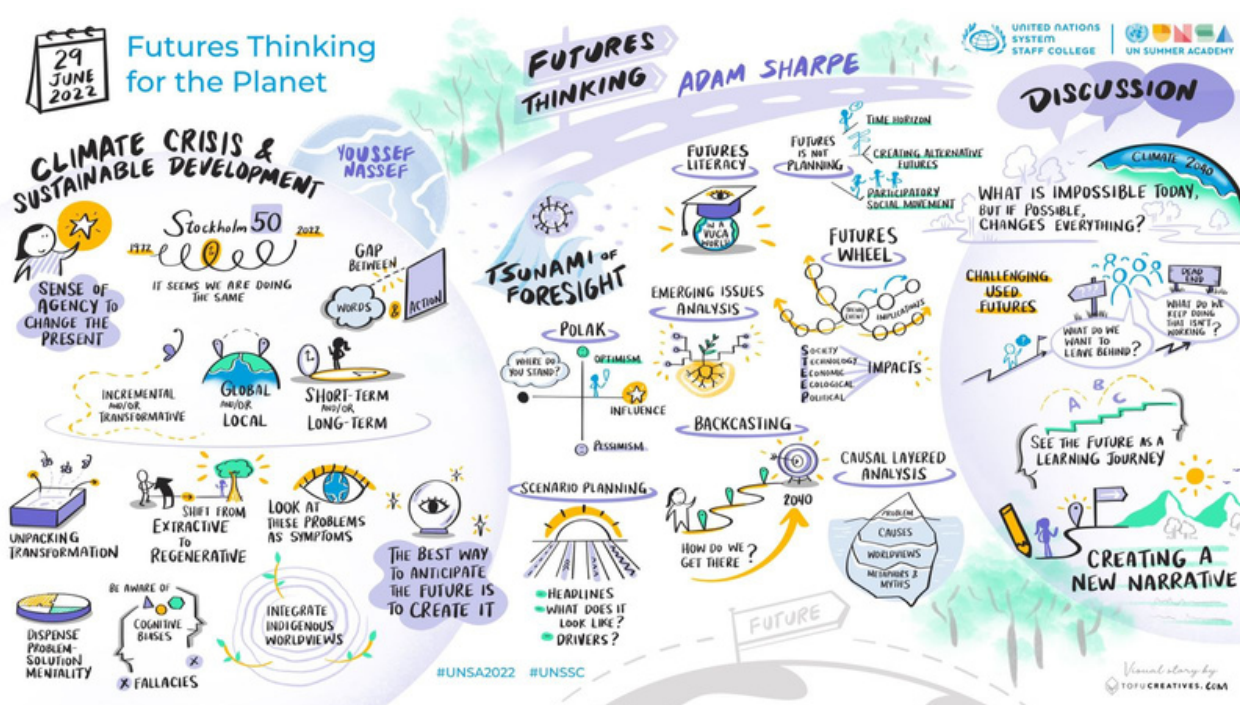 29
JUNE
2022
Futures Thinking
for the Planet
CLIMATE CRISIS &
SUSTAINABLE DEVELOPMENT
YOUSSEF
NASSEF
SENSE OF
AGENCY TO
CHANGE THE
PRESENT
Stockholm 50
1972
2022
IT SEEMS WE ARE DOING
THE SAME
GAP
BETWEEN
WORDS
&
ACTION
INCREMENTAL
AND/OR
TRANSFORMATIVE
GLOBAL
AND/OR
LOCAL
SHORT-TERM
AND/OR
LONG-TERM
UNPACKING
TRANSFORMATION
SHIFT FROM
EXTRACTIVE
TO
REGENERATIVE
LOOK AT
THESE PROBLEMS
AS SYMPTOMS
THE BEST WAY
TO ANTICIPATE
THE FUTURE IS
TO CREATE IT
DISPENSE
PROBLEM-
SOLUTION
MENTALITY
BE AWARE OF
COGNITIVE
BIASES
X
X FALLACIES
INTEGRATE
INDIGENOUS
WORLDVIEWS
FUTURES
THINKING
ADAM SHARPE
TSUNAMI OF
FORESIGHT
POLAK
WHERE DO
YOU STAND?
OPTIMISM
INFLUENCE
PESSIMISM
SCENARIO PLANNING
HEADLINES
WHAT DOES IT
LOOK LIKE?
DRIVERS?
FUTURES
LITERACY
IN A
VUCA
WORLD
FUTURES
IS NOT
PLANNING
TIME HORIZON
CREATING ALTERNATIVE
FUTURES
PARTICIPATORY
SOCIAL MOVEMENT
EMERGING ISSUES
ANALYSIS
FUTURES
WHEEL
EVENT
IMPLICATIONS
SOCIETY
TECHNOLOGY
ECONOMIC
ECOLOGICAL
POLITICAL
IMPACTS
BACKCASTING
2040
HOW DO WE
GET THERE?
CAUSAL LAYERED
ANALYSIS
PROBLEM
CAUSES
WORLDVIEWS
METAPHORS &
MYTHS
FUTURE
#UNSA2022 #UNSSC
UNITED NATIONS
SYSTEM
STAFF COLLEGE
UNSA
UN SUMMER ACADEMY
DISCUSSION
CLIMATE 2040
WHAT IS IMPOSSIBLE TODAY,
BUT IF POSSIBLE,
CHANGES EVERYTHING?
CHALLENGING
USED
FUTURES
DEAD
END
WHAT DO WE
WANT TO
LEAVE BEHIND?
WHAT DO WE
KEEP DOING
THAT ISN'T
WORKING?
A
B
C
SEE THE FUTURE AS A
LEARNING JOURNEY
CREATING A
NEW NARRATIVE
Visual story by
TOFUCREATIVES.COM